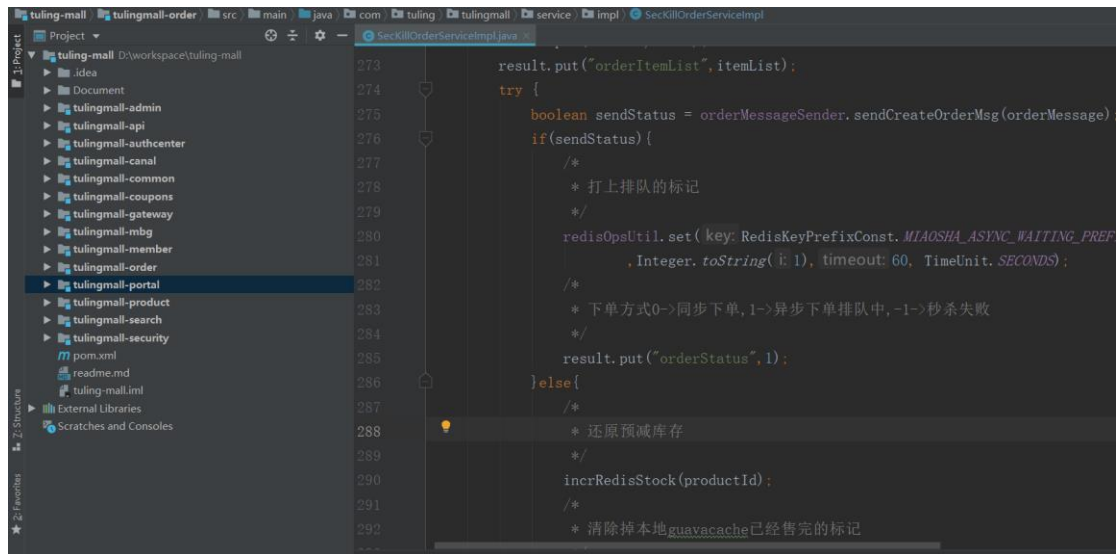 tuling-mall tulingmall-order src main java com tuling tulingmall service impl SecKillOrderServiceImpl
1: Project
Project
SecKillOrderServiceImpl.java
tuling-mall D:\workspace\tuling-mall
.idea
Document
tulingmall-admin
tulingmall-api
tulingmall-authcenter
tulingmall-canal
tulingmall-common
tulingmall-coupons
tulingmall-gateway
tulingmall-mbg
tulingmall-member
tulingmall-order
tulingmall-portal
tulingmall-product
tulingmall-search
tulingmall-security
pom.xml
readme.md
tuling-mall.iml
External Libraries
Scratches and Consoles
Z: Structure
2: Favorites
273 result.put("orderItemList",itemList);
274 try {
275 boolean sendStatus = orderMessageSender.sendCreateOrderMsg(orderMessage);
276 if(sendStatus){
277 /*
278 * 打上排队的标记
279 */
280 redisOpsUtil.set( key: RedisKeyPrefixConst.MIAOSHA_ASYNC_WAITING_PREF
281 ,Integer.toString( i: 1), timeout: 60, TimeUnit.SECONDS);
282 /*
283 * 下单方式0->同步下单,1->异步下单排队中,-1->秒杀失败
284 */
285 result.put("orderStatus",1);
286 }else{
287 /*
288 * 还原预减库存
289 */
290 incrRedisStock(productId);
291 /*
292 * 清除掉本地guavacache已经售完的标记